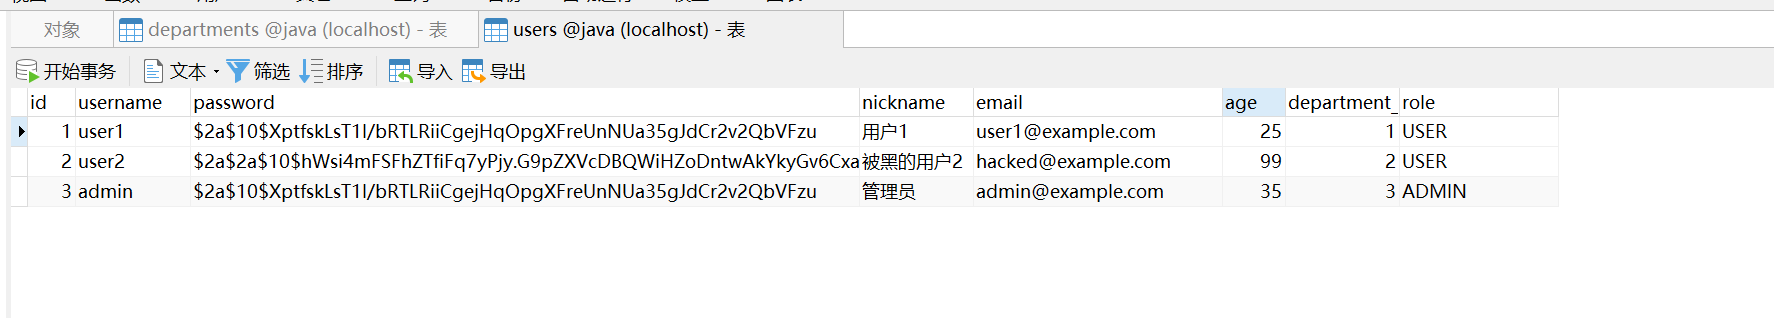 对象 departments @java (localhost) - 表 users @java (localhost) - 表
开始事务 文本 筛选 排序 导入 导出
id username password nickname email age department_ role
1 user1 $2a$10$XptfskLsT1l/bRTLRiiCgejHqOpgXFreUnNUa35gJdCr2v2QbVFzu 用户1 user1@example.com 25 1 USER
2 user2 $2a$2a$10$hWsi4mFSFhZTfiFq7yPjy.G9pZXVcDBQWiHZoDntwAkYkyGv6Cxa 被黑的用户2 hacked@example.com 99 2 USER
3 admin $2a$10$XptfskLsT1l/bRTLRiiCgejHqOpgXFreUnNUa35gJdCr2v2QbVFzu 管理员 admin@example.com 35 3 ADMIN